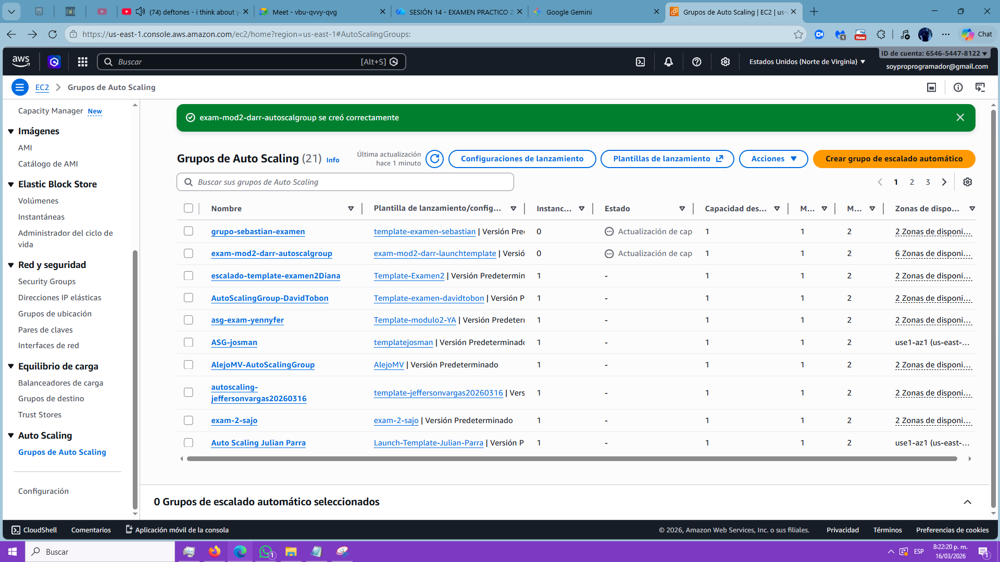 (74) deftones - i think about y
Meet - vbu-qvvy-qvg
SESIÓN 14 - EXAMEN PRACTICO 2
Google Gemini
Grupos de Auto Scaling | EC2 | us-
https://us-east-1.console.aws.amazon.com/ec2/home?region=us-east-1#AutoScalingGroups:
1
New
Chat
aws
Buscar
[Alt+S]
Estados Unidos (Norte de Virginia)
ID de cuenta: 6546-5447-8122
soyproprogramador@gmail.com
EC2
Grupos de Auto Scaling
Capacity Manager New
Imágenes
AMI
Catálogo de AMI
Elastic Block Store
Volúmenes
Instantáneas
Administrador del ciclo de
vida
Red y seguridad
Security Groups
Direcciones IP elásticas
Grupos de ubicación
Pares de claves
Interfaces de red
Equilibrio de carga
Balanceadores de carga
Grupos de destino
Trust Stores
Auto Scaling
Grupos de Auto Scaling
Configuración
exam-mod2-darr-autoscalgroup se creó correctamente
Grupos de Auto Scaling (21) Info
Última actualización
hace 1 minuto
Configuraciones de lanzamiento
Plantillas de lanzamiento
Acciones
Crear grupo de escalado automático
Buscar sus grupos de Auto Scaling
1 2 3
Nombre Plantilla de lanzamiento/config... Instanc... Estado Capacidad des... M... M... Zonas de dispo...
grupo-sebastian-examen template-examen-sebastian | Versión Pre 0 Actualización de cap 1 1 2 2 Zonas de disponi...
exam-mod2-darr-autoscalgroup exam-mod2-darr-launchtemplate | Versió 0 Actualización de cap 1 1 2 6 Zonas de disponi...
escalado-template-examen2Diana Template-Examen2 | Versión Predetermin 1 - 1 1 2 2 Zonas de disponi...
AutoScalingGroup-DavidTobon Template-examen-davidtobon | Versión P 1 - 1 1 2 2 Zonas de disponi...
asg-exam-yennyfer Template-modulo2-YA | Versión Predeter 1 - 1 1 2 2 Zonas de disponi...
ASG-josman templatejosman | Versión Predeterminad 1 - 1 1 2 use1-az1 (us-east-...
AlejoMV-AutoScalingGroup AlejoMV | Versión Predeterminado 1 - 1 1 2 2 Zonas de disponi...
autoscaling-
jeffersonvargas20260316 template-jeffersonvargas20260316 | Vers 1 - 1 1 2 2 Zonas de disponi...
exam-2-sajo exam-2-sajo | Versión Predeterminado 1 - 1 1 2 2 Zonas de disponi...
Auto Scaling Julian Parra Launch-Template-Julian-Parra | Versión P 1 - 1 1 2 use1-az1 (us-east-...
0 Grupos de escalado automático seleccionados
CloudShell Comentarios Aplicación móvil de la consola
© 2026, Amazon Web Services, Inc. o sus filiales. Privacidad Términos Preferencias de cookies
Buscar
1
ESP
8:22:20 p. m.
16/03/2026
1